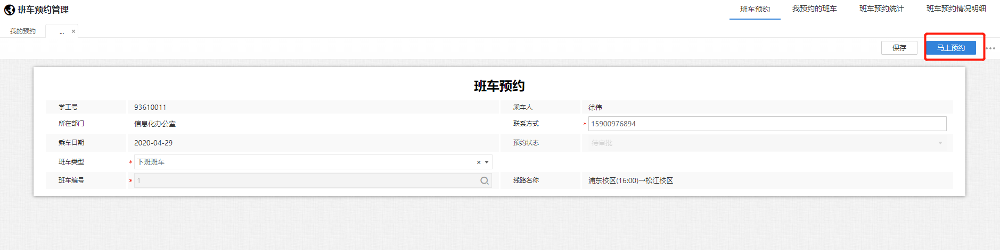 班车预约管理 班车预约 我预约的班车 班车预约统计 班车预约情况明细
我的预约 ... ×
保存 马上预约 •••
班车预约
学工号 93610011 乘车人 徐伟
所在部门 信息化办公室 联系方式 * 15900976894
乘车日期 2020-04-29 预约状态 待审批
班车类型 * 下班班车 ×
班车编号 * 1 线路名称 浦东校区(16:00)→松江校区